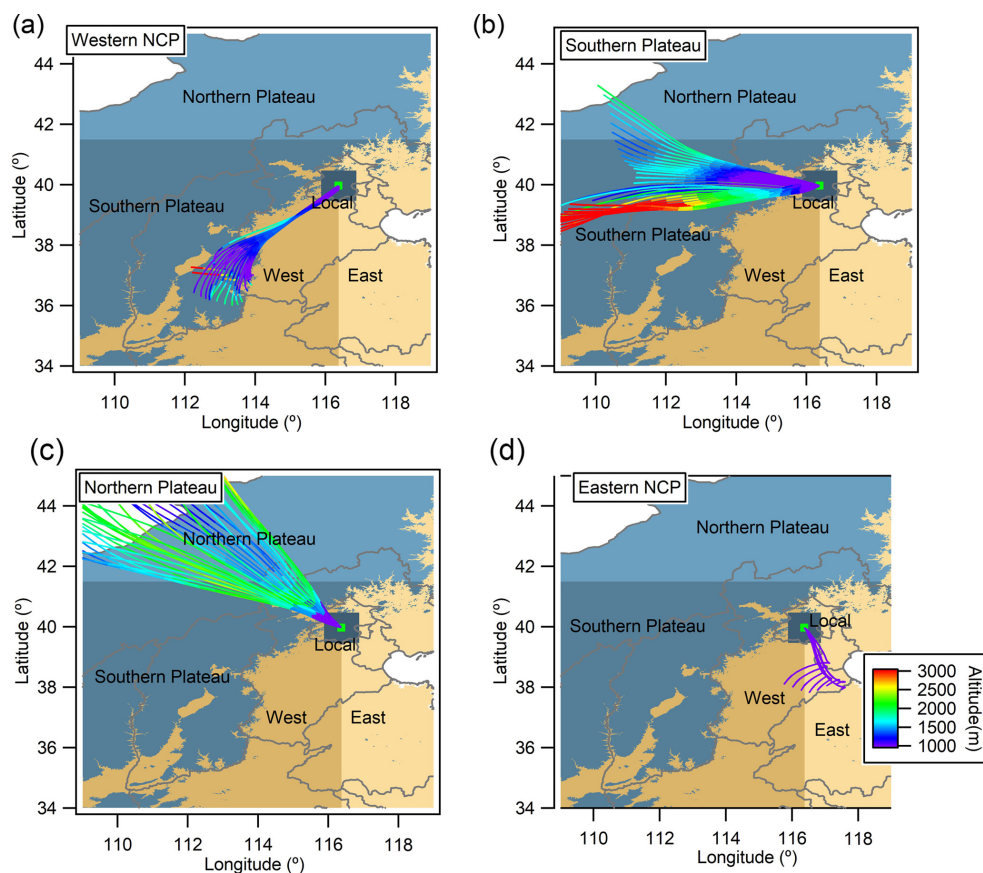 (a)
Western NCP
44
42
40
38
36
34
Latitude (º)
Northern Plateau
Southern Plateau
Local
West
East
110
112
114
116
118
Longitude (º)
(b)
Southern Plateau
44
42
40
38
36
34
Latitude (º)
Northern Plateau
Local
Southern Plateau
West
East
110
112
114
116
118
Longitude (º)
(c)
Northern Plateau
44
42
40
38
36
34
Latitude (º)
Northern Plateau
Local
Southern Plateau
West
East
110
112
114
116
118
Longitude (º)
(d)
Eastern NCP
44
42
40
38
36
34
Latitude (º)
Northern Plateau
Southern Plateau
Local
West
East
110
112
114
116
118
Longitude (º)
3000
2500
2000
1500
1000
Altitude(m)